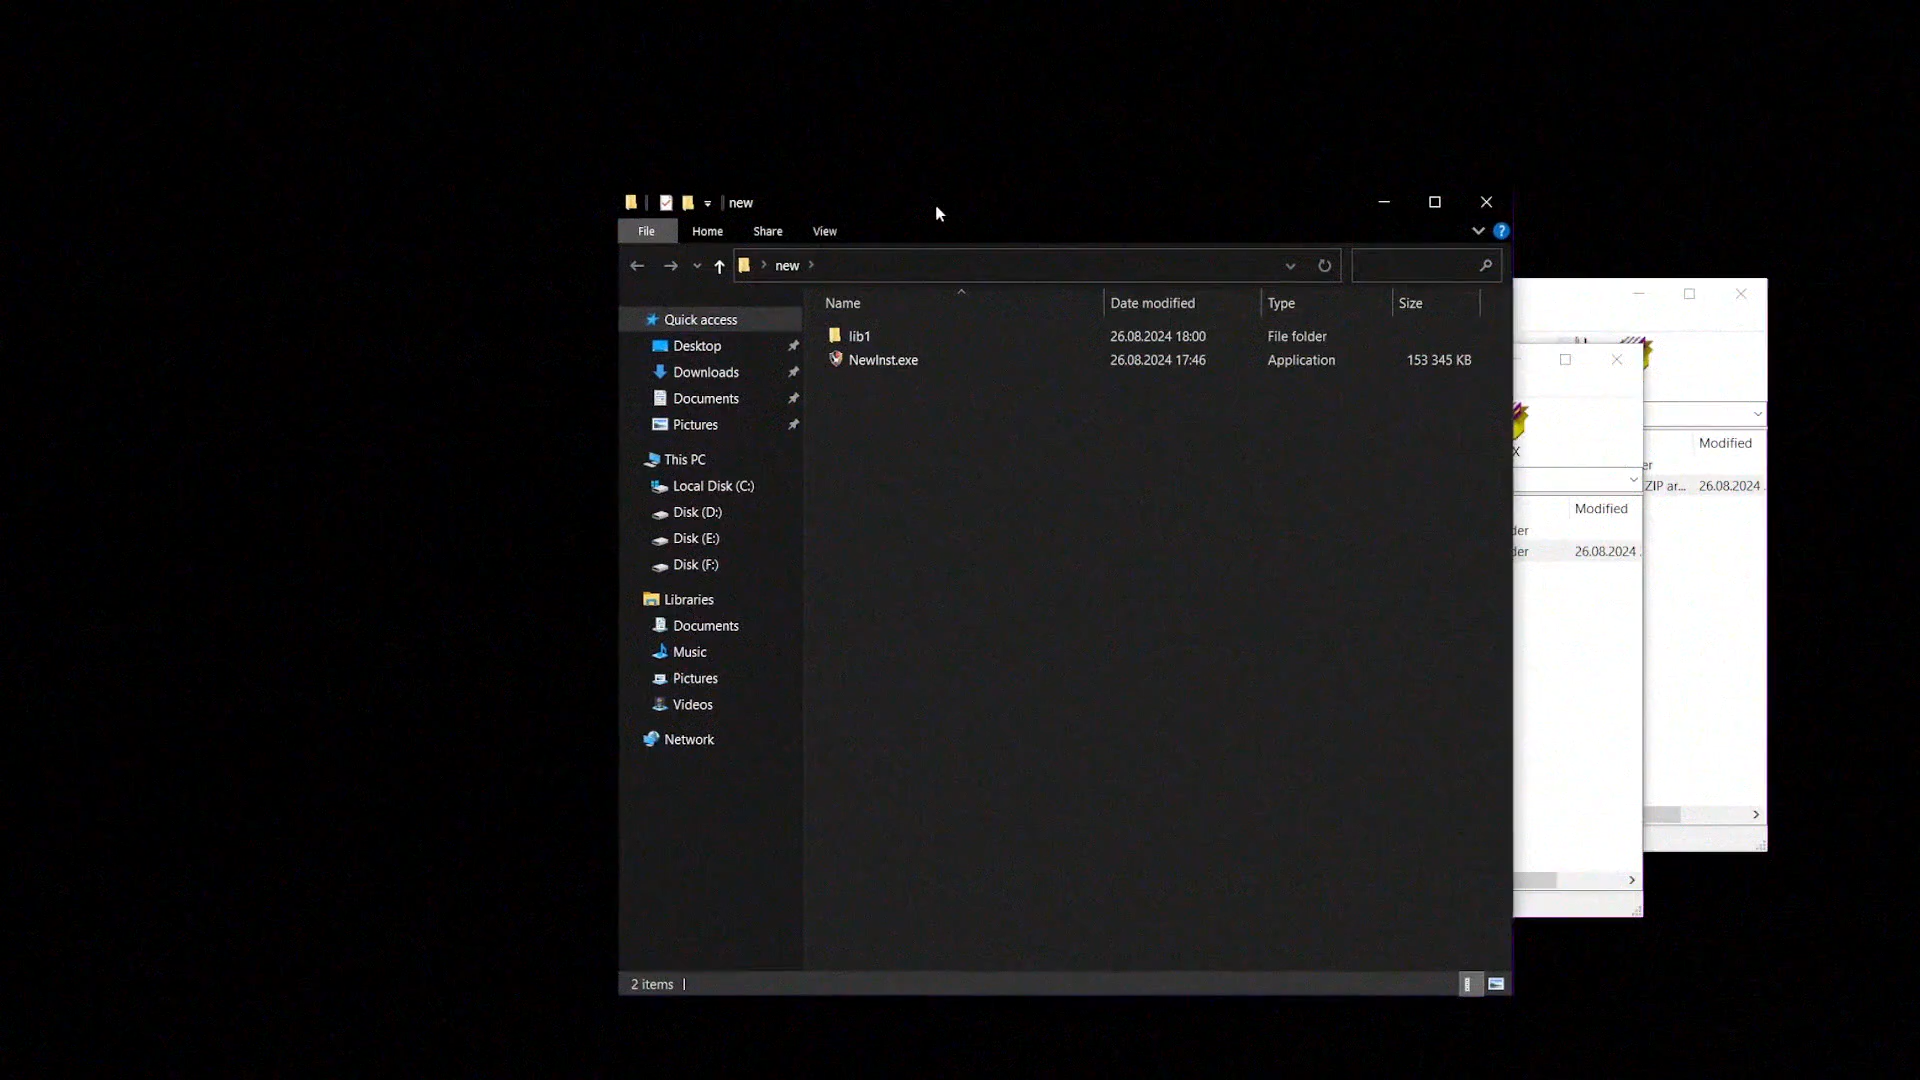 new
File Home Share View
new
Name Date modified Type Size
Quick access
lib1 26.08.2024 18:00 File folder
Desktop
NewInst.exe 26.08.2024 17:46 Application 153 345 KB
Downloads
Documents
Pictures
This PC
Local Disk (C:)
Disk (D:)
Disk (E:)
Disk (F:)
Libraries
Documents
Music
Pictures
Videos
Network
2 items
X
Modified
der
der 26.08.2024
Modified
er
ZIP ar... 26.08.2024